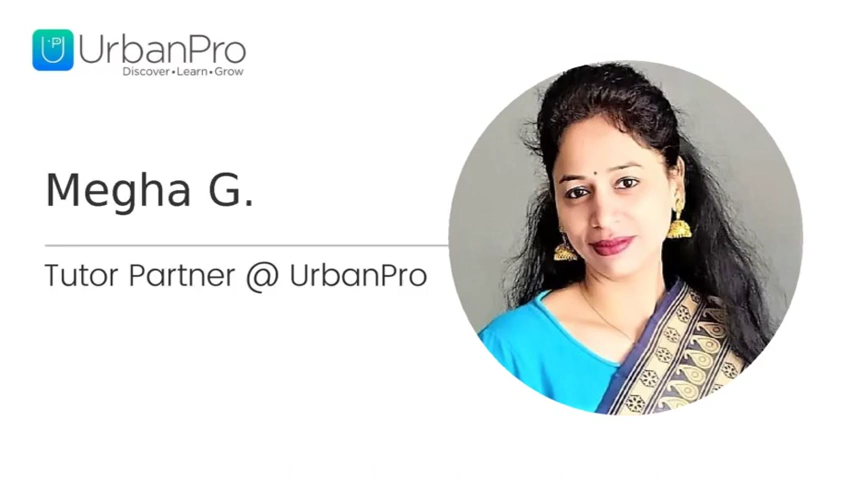 UrbanPro
Discover•Learn•Grow
Megha G.
Tutor Partner @ UrbanPro